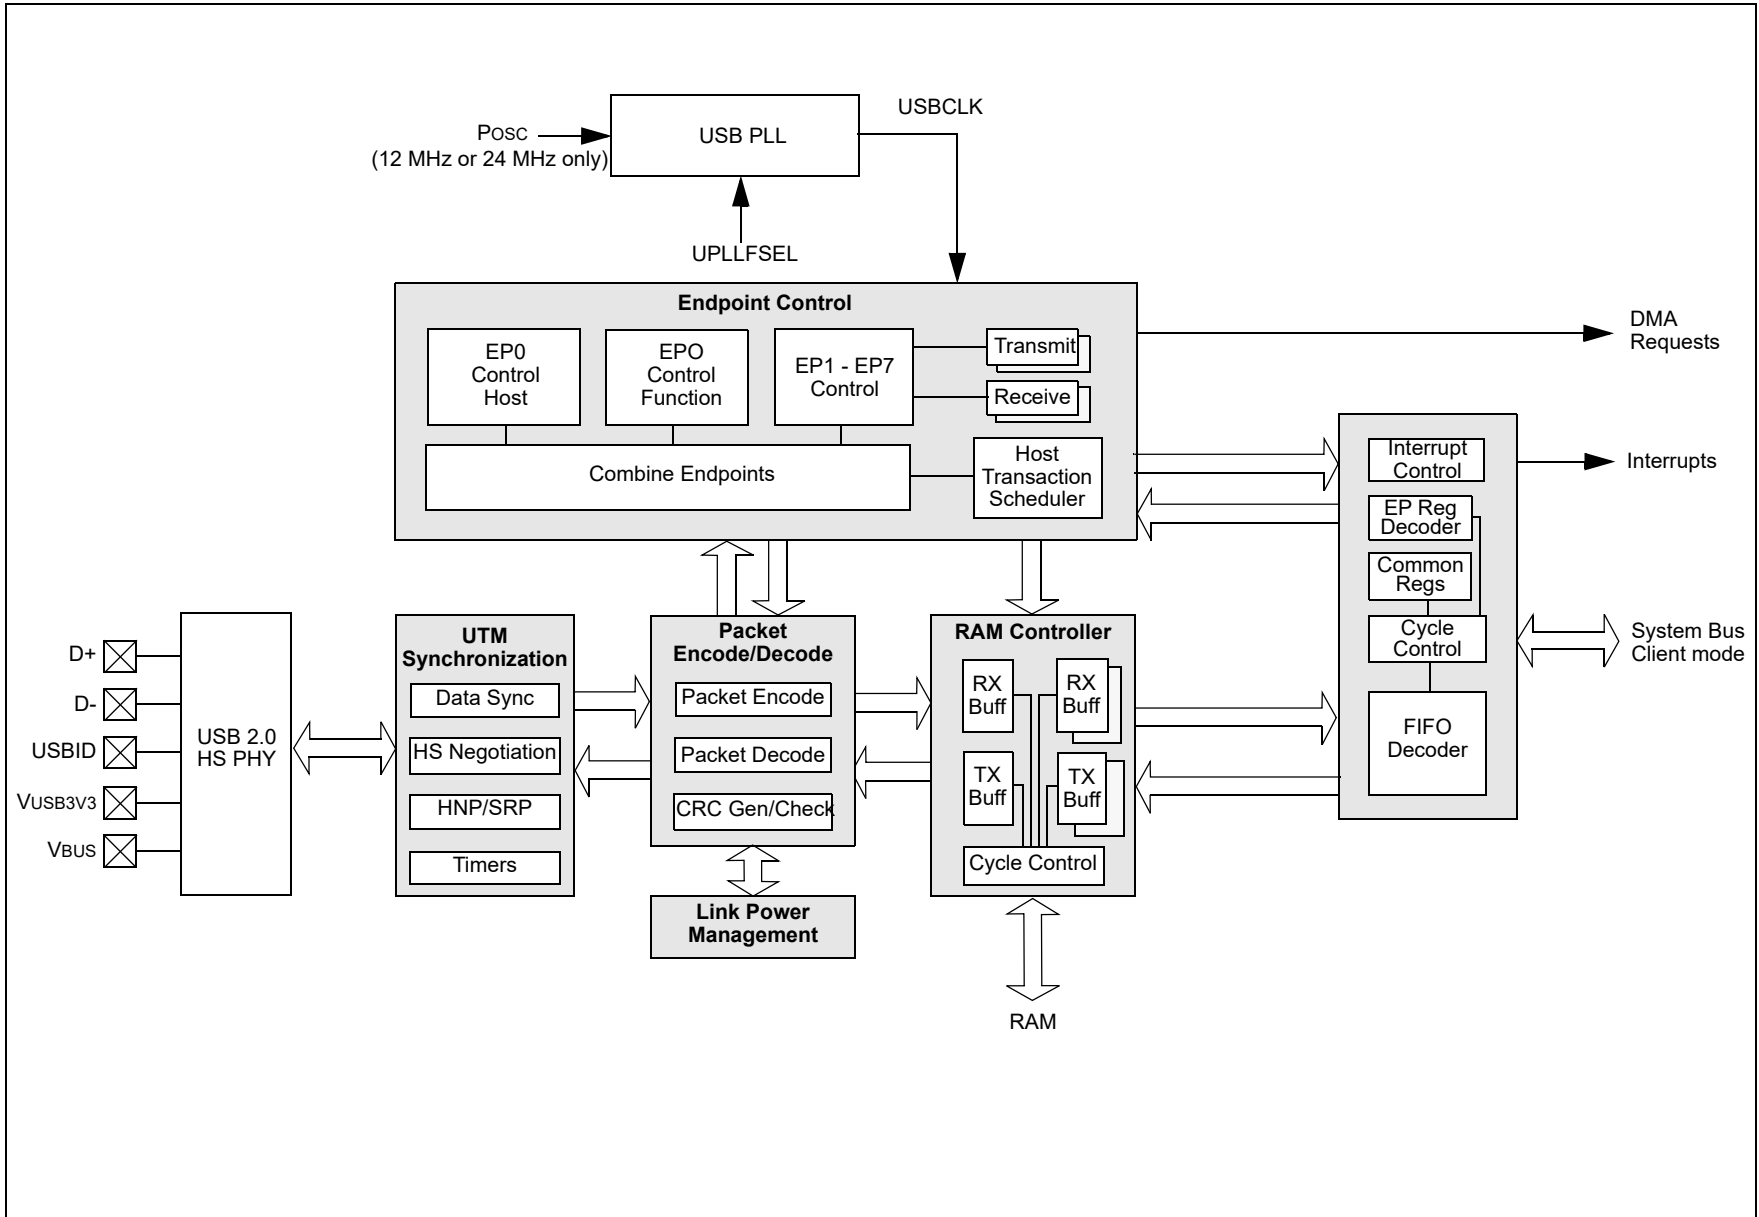 USBCLK
POSC
(12 MHz or 24 MHz only)
USB PLL
UPLLFSEL
Endpoint Control
EP0
Control
Host
EPO
Control
Function
EP1 - EP7
Control
Transmit
Receive
Combine Endpoints
Host
Transaction
Scheduler
DMA
Requests
Interrupt
Control
Interrupts
EP Reg
Decoder
Common
Regs
Cycle
Control
FIFO
Decoder
System Bus
Client mode
D+
D-
USBID
VUSB3V3
VBUS
USB 2.0
HS PHY
UTM
Synchronization
Data Sync
HS Negotiation
HNP/SRP
Timers
Packet
Encode/Decode
Packet Encode
Packet Decode
CRC Gen/Check
Link Power
Management
RAM Controller
RX
Buff
RX
Buff
TX
Buff
TX
Buff
Cycle Control
RAM